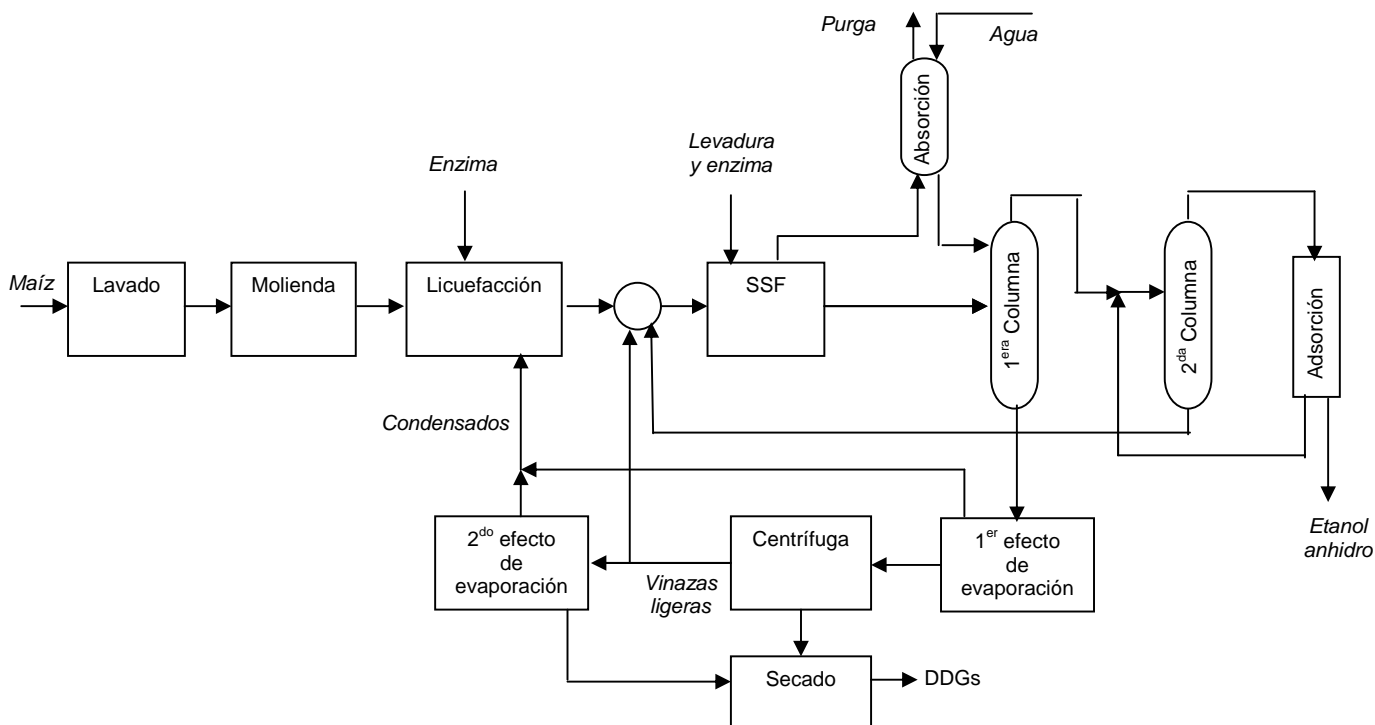 Purga
Agua
Absorción
Levadura
y enzima
Enzima
Maíz
Lavado
Molienda
Licuefacción
SSF
1era Columna
2da Columna
Adsorción
Condensados
2do efecto
de
evaporación
Vinazas
ligeras
Centrífuga
1er efecto
de
evaporación
Etanol
anhidro
Secado
DDGs